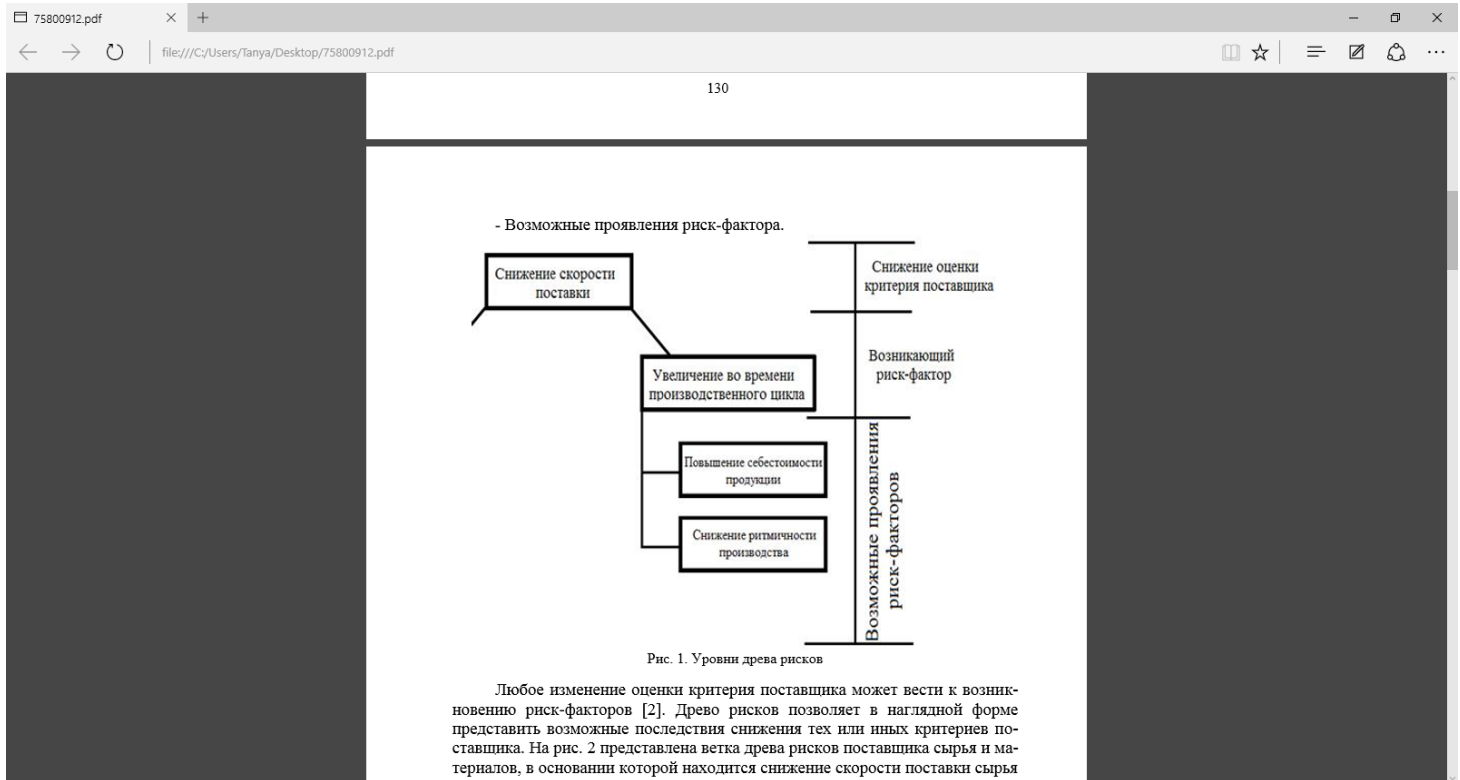 75800912.pdf
file:///C:/Users/Tanya/Desktop/75800912.pdf
130
- Возможные проявления риск-фактора.
Снижение скорости
поставки
Снижение оценки
критерия поставщика
Увеличение во времени
производственного цикла
Возникающий
риск-фактор
Повышение себестоимости
продукции
Снижение ритмичности
производства
Возможные проявления
риск-факторов
Рис. 1. Уровни древа рисков
Любое изменение оценки критерия поставщика может вести к возник-
новению риск-факторов [2]. Древо рисков позволяет в наглядной форме
представить возможные последствия снижения тех или иных критериев по-
ставщика. На рис. 2 представлена ветка древа рисков поставщика сырья и ма-
териалов, в основании которой находится снижение скорости поставки сырья